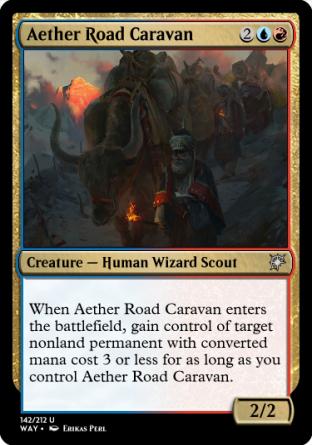 Aether Road Caravan 2
Creature — Human Wizard Scout
When Aether Road Caravan enters
the battlefield, gain control of target
nonland permanent with converted
mana cost 3 or less for as long as you
control Aether Road Caravan.
2/2
142/212 U
WAY • Erikas Perl